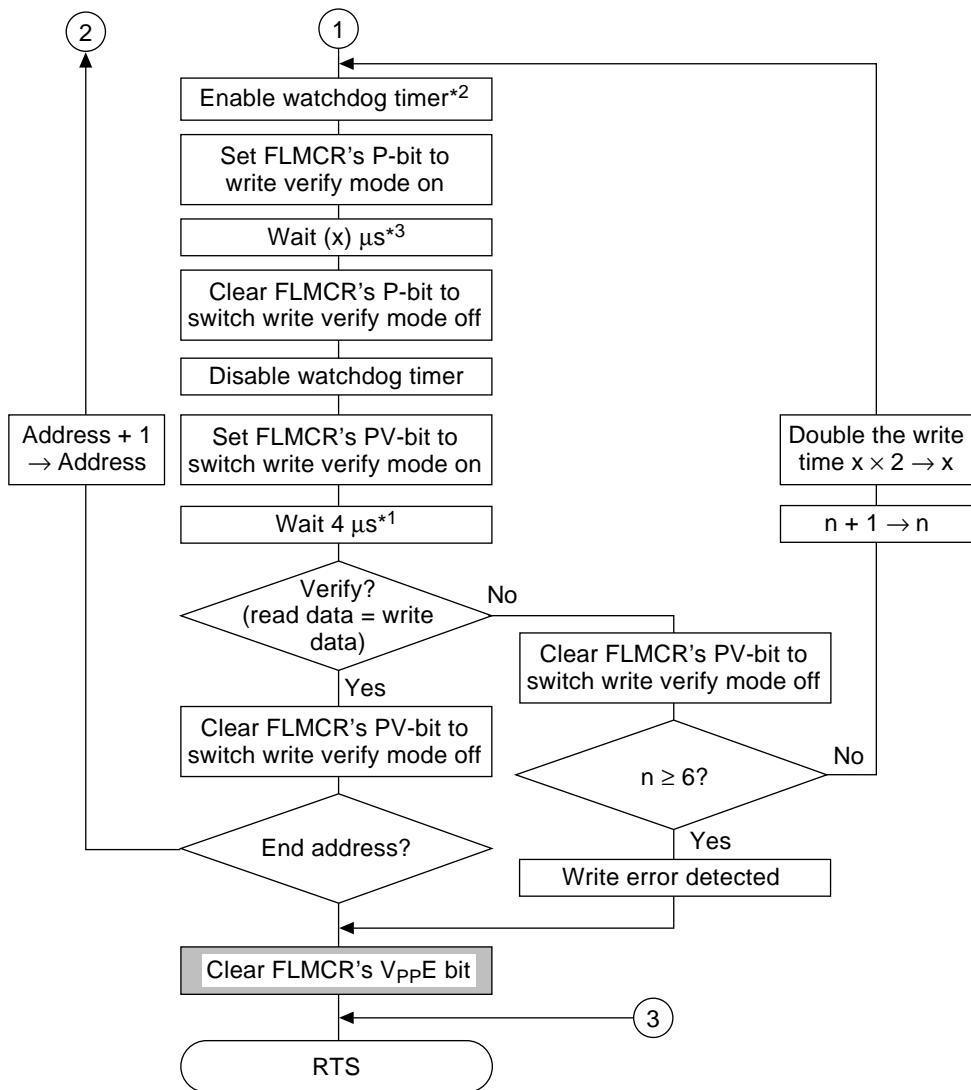 2
1
Enable watchdog timer*2
Set FLMCR's P-bit to
write verify mode on
Wait (x) μs*3
Clear FLMCR's P-bit to
switch write verify mode off
Disable watchdog timer
Address + 1
→ Address
Set FLMCR's PV-bit to
switch write verify mode on
Double the write
time x × 2 → x
Wait 4 μs*1
n + 1 → n
Verify?
(read data = write
data)
No
Clear FLMCR's PV-bit to
switch write verify mode off
Yes
Clear FLMCR's PV-bit to
switch write verify mode off
n ≥ 6?
No
End address?
Yes
Write error detected
Clear FLMCR's VPPE bit
3
RTS